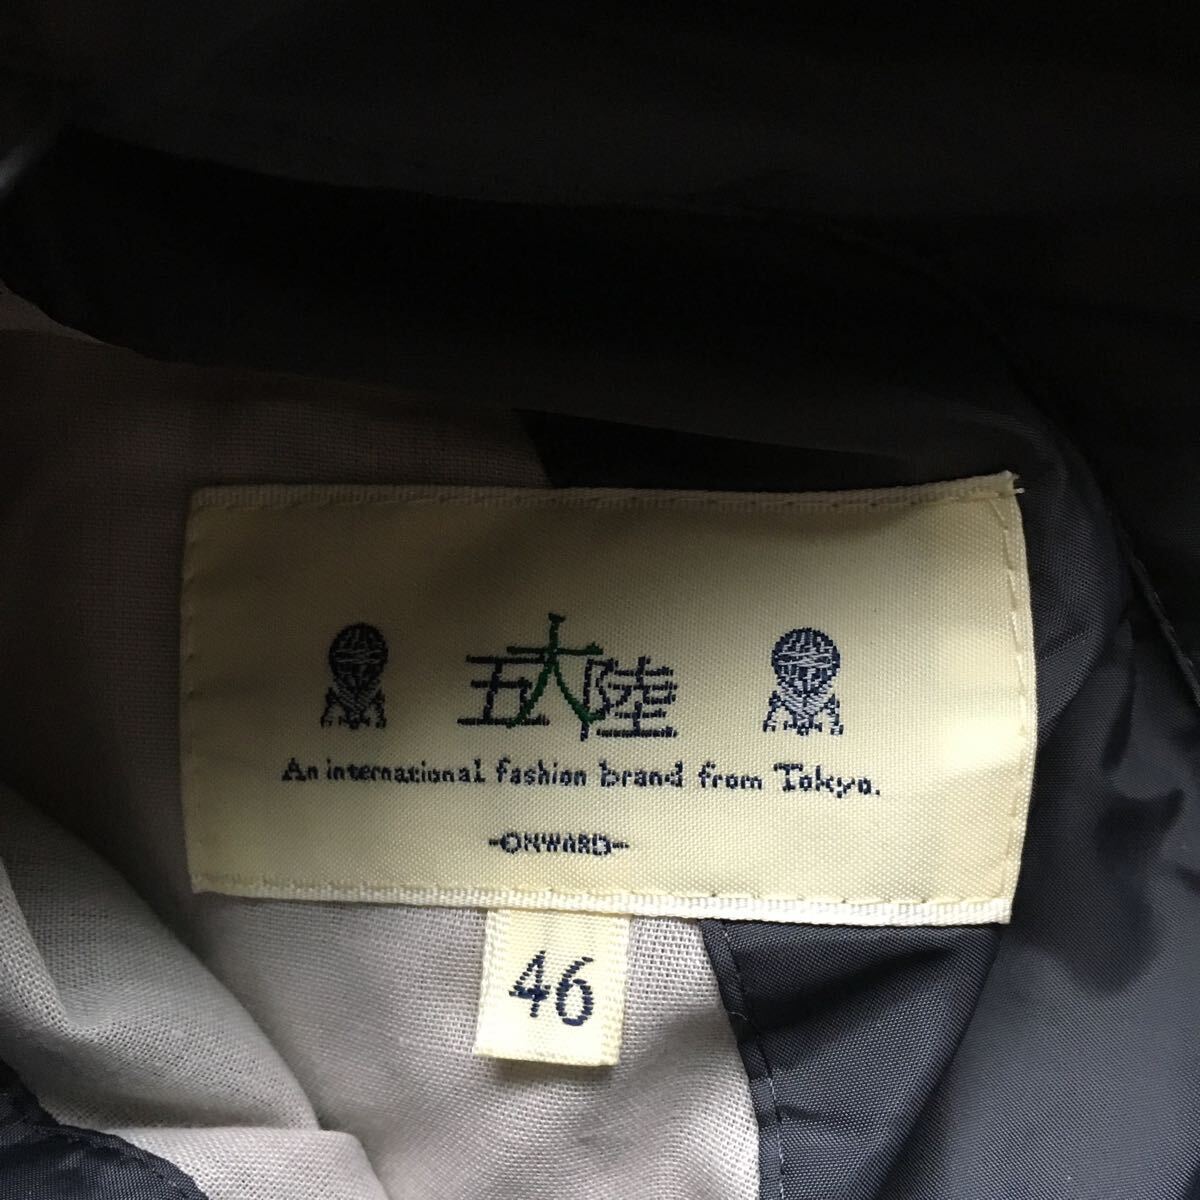 五大陸
An international fashion brand from Tokyo.
-ONWARD-
46